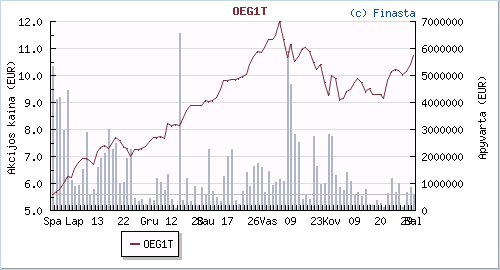 OEG1T
(c) Finasta
12.0
11.0
10.0
9.0
8.0
7.0
6.0
5.0
Akcijos kaina (EUR)
7000000
6000000
5000000
4000000
3000000
2000000
1000000
0
Apyvarta (EUR)
Spa Lap 13 22 Gru 12 28 Sau 17 26 Vas 09 23 Kov 09 20 29 Bal
OEG1T